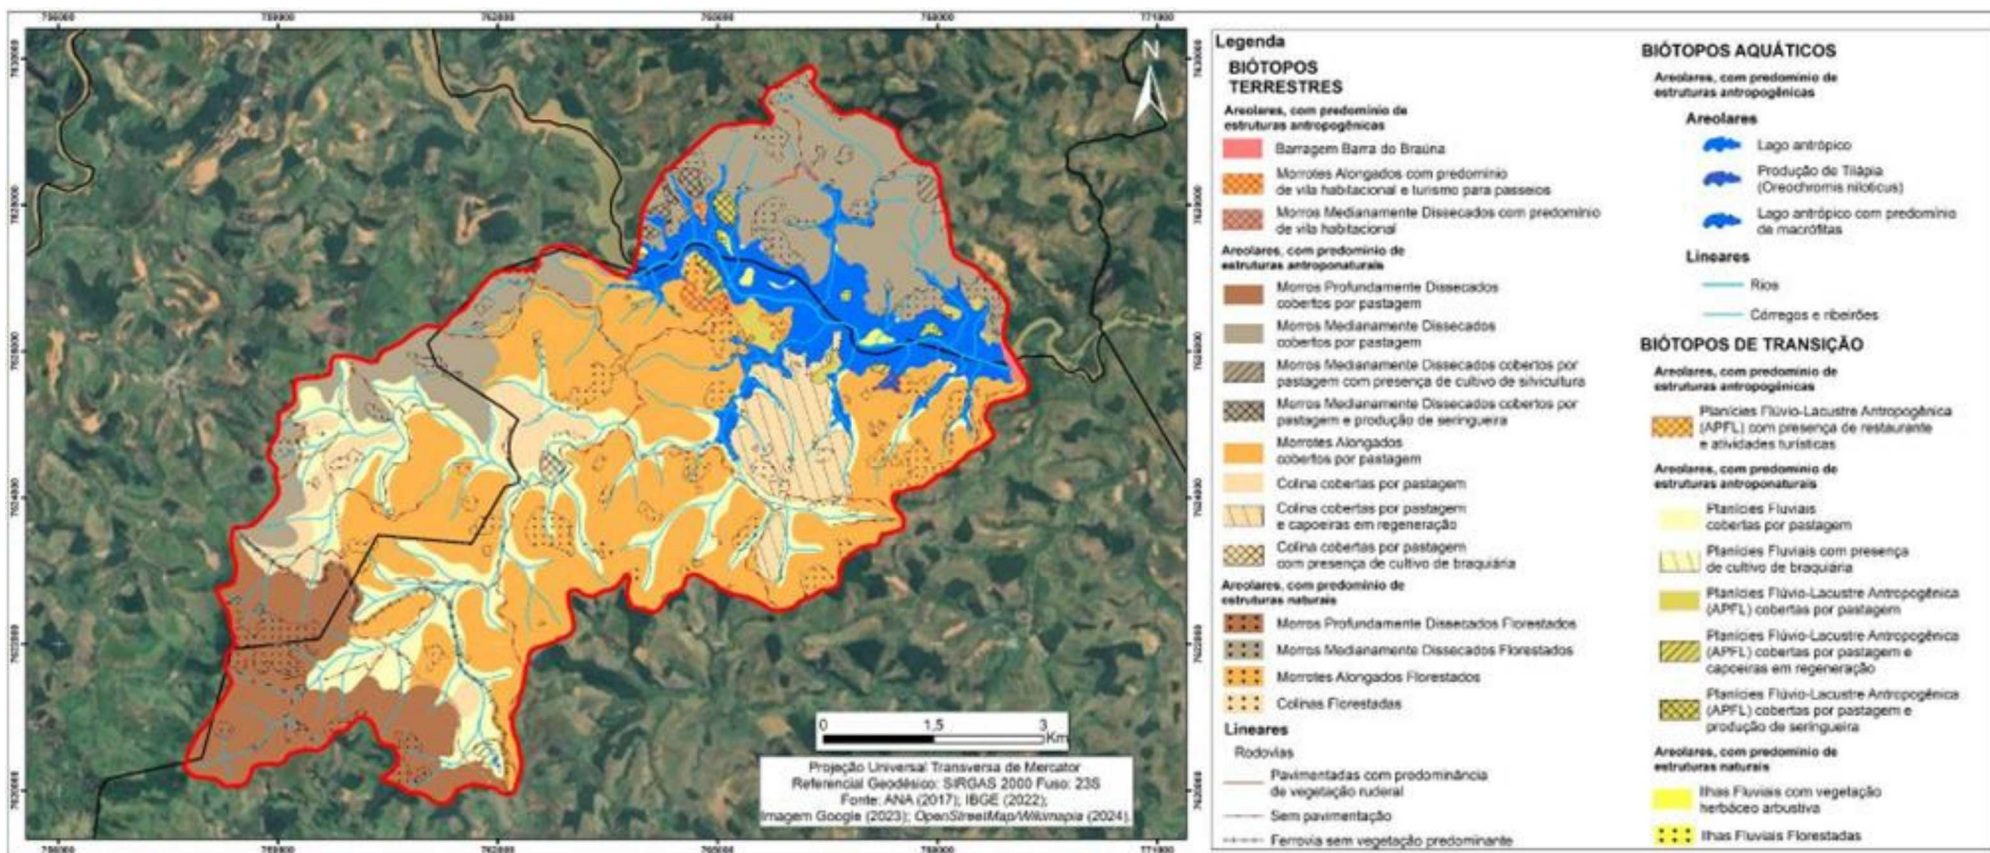 N
0 1,5 3
Km
Projeção Universal Transversa de Mercator
Referencial Geodésico: SIRGAS 2000 Fuso: 23S
Fonte: ANA (2017); IBGE (2022);
Imagem Google (2023); OpenStreetMap/Wikimapia (2024).
Legenda
BIÓTOPOS
TERRESTRES
Areolares, com predomínio de
estruturas antropogênicas
Barragem Barra do Braúna
Morrotes Alongados com predomínio
de vila habitacional e turismo para passeios
Morros Medianamente Dissecados com predomínio
de vila habitacional
Areolares, com predomínio de
estruturas antroponaturais
Morros Profundamente Dissecados
cobertos por pastagem
Morros Medianamente Dissecados
cobertos por pastagem
Morros Medianamente Dissecados cobertos por
pastagem com presença de cultivo de silvicultura
Morros Medianamente Dissecados cobertos por
pastagem e produção de seringueira
Morrotes Alongados
cobertos por pastagem
Colina cobertas por pastagem
Colina cobertas por pastagem
e capoeiras em regeneração
Colina cobertas por pastagem
com presença de cultivo de braquiária
Areolares, com predomínio de
estruturas naturais
Morros Profundamente Dissecados Florestados
Morros Medianamente Dissecados Florestados
Morrotes Alongados Florestados
Colinas Florestadas
Lineares
Rodovias
Pavimentadas com predominância
de vegetação ruderal
Sem pavimentação
Ferrovia sem vegetação predominante
BIÓTOPOS AQUÁTICOS
Areolares, com predomínio de
estruturas antropogênicas
Areolares
Lago antrópico
Produção de Tilápia
(Oreochromis niloticus)
Lago antrópico com predomínio
de macrófitas
Lineares
Rios
Córregos e ribeirões
BIÓTOPOS DE TRANSIÇÃO
Areolares, com predomínio de
estruturas antropogênicas
Planícies Flúvio-Lacustre Antropogênica
(APFL) com presença de restaurante
e atividades turísticas
Areolares, com predomínio de
estruturas antroponaturais
Planícies Fluviais
cobertas por pastagem
Planícies Fluviais com presença
de cultivo de braquiária
Planícies Flúvio-Lacustre Antropogênica
(APFL) cobertas por pastagem
Planícies Flúvio-Lacustre Antropogênica
(APFL) cobertas por pastagem e
capoeiras em regeneração
Planícies Flúvio-Lacustre Antropogênica
(APFL) cobertas por pastagem e
produção de seringueira
Areolares, com predomínio de
estruturas naturais
Ilhas Fluviais com vegetação
herbáceo arbustiva
Ilhas Fluviais Florestadas